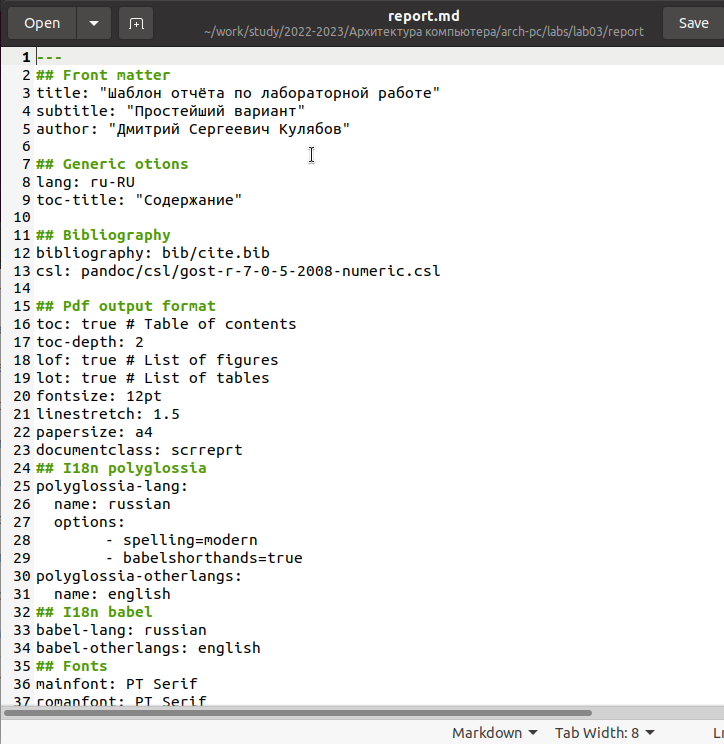 Open
report.md
~/work/study/2022-2023/Архитектура компьютера/arch-pc/labs/lab03/report
Save
1 ---
2 ## Front matter
3 title: "Шаблон отчёта по лабораторной работе"
4 subtitle: "Простейший вариант"
5 author: "Дмитрий Сергеевич Кулябов"
6
7 ## Generic otions
8 lang: ru-RU
9 toc-title: "Содержание"
10
11 ## Bibliography
12 bibliography: bib/cite.bib
13 csl: pandoc/csl/gost-r-7-0-5-2008-numeric.csl
14
15 ## Pdf output format
16 toc: true # Table of contents
17 toc-depth: 2
18 lof: true # List of figures
19 lot: true # List of tables
20 fontsize: 12pt
21 linestretch: 1.5
22 papersize: a4
23 documentclass: scrreprt
24 ## I18n polyglossia
25 polyglossia-lang:
26   name: russian
27   options:
28         - spelling=modern
29         - babelshorthands=true
30 polyglossia-otherlangs:
31   name: english
32 ## I18n babel
33 babel-lang: russian
34 babel-otherlangs: english
35 ## Fonts
36 mainfont: PT Serif
37 romanfont: PT Serif
Markdown
Tab Width: 8
Ln